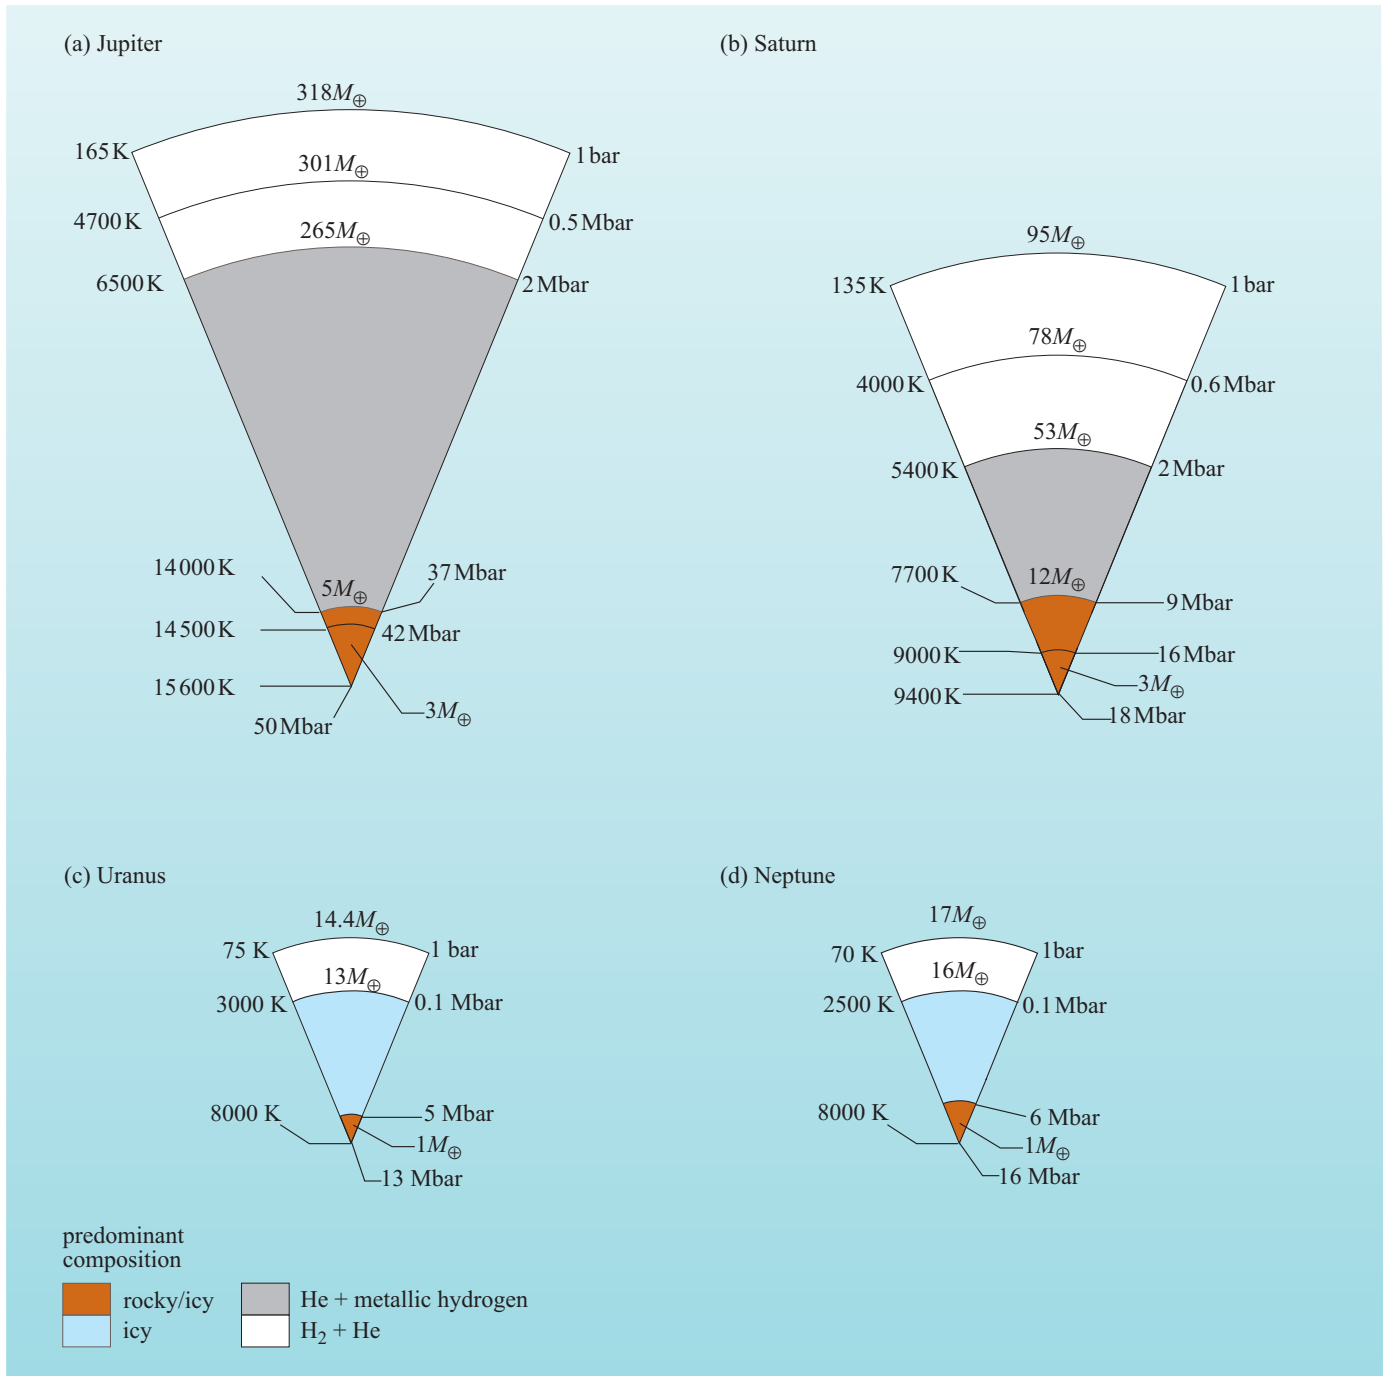 (a) Jupiter
318M⊕
165 K
1 bar
301M⊕
4700 K
0.5 Mbar
265M⊕
6500 K
2 Mbar
14 000 K
5M⊕
37 Mbar
14 500 K
42 Mbar
15 600 K
3M⊕
50 Mbar
(b) Saturn
95M⊕
135 K
1 bar
78M⊕
4000 K
0.6 Mbar
53M⊕
5400 K
2 Mbar
7700 K
12M⊕
9 Mbar
9000 K
16 Mbar
3M⊕
9400 K
18 Mbar
(c) Uranus
14.4M⊕
75 K
1 bar
13M⊕
3000 K
0.1 Mbar
8000 K
5 Mbar
1M⊕
13 Mbar
(d) Neptune
17M⊕
70 K
1bar
16M⊕
2500 K
0.1 Mbar
8000 K
6 Mbar
1M⊕
16 Mbar
predominant
composition
rocky/icy
He + metallic hydrogen
icy
H₂ + He